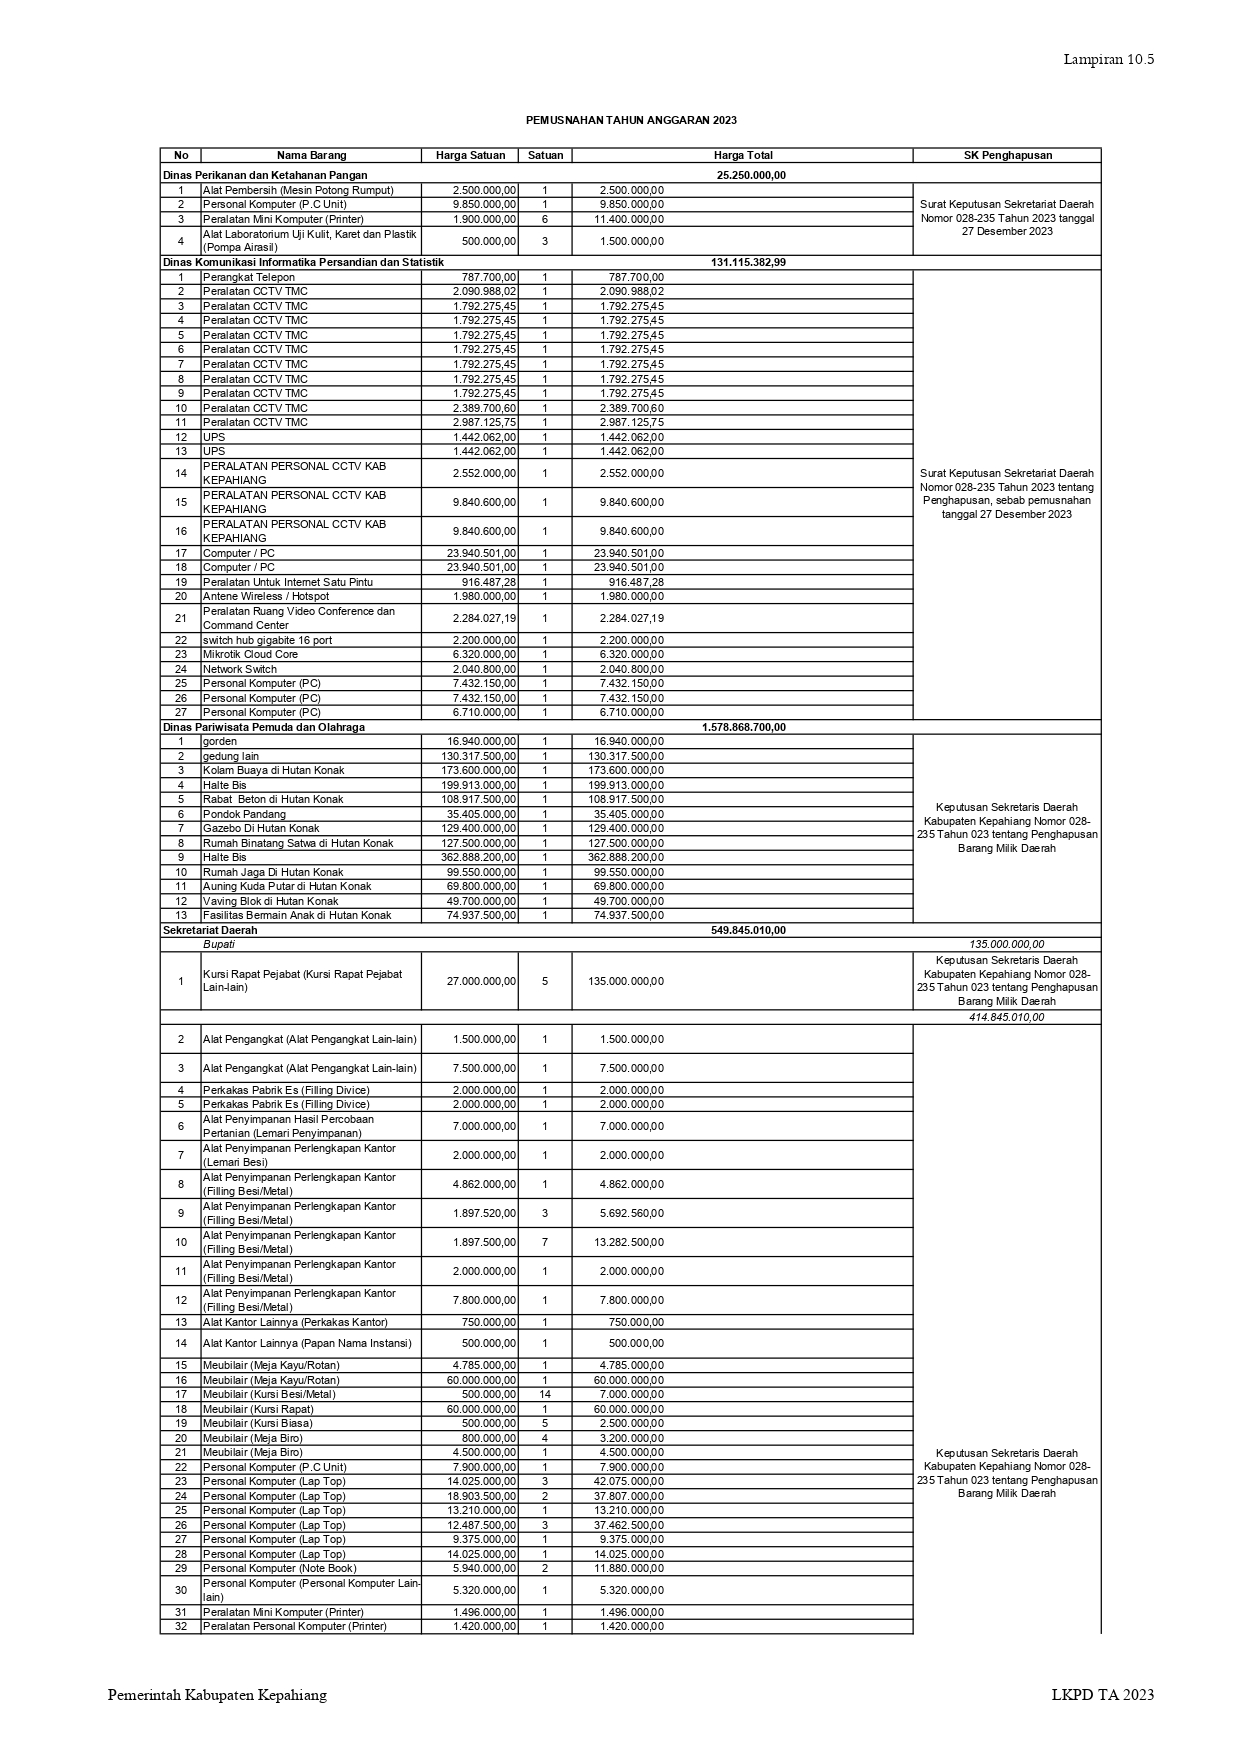 Lampiran 10.5
PEMUSNAHAN TAHUN ANGGARAN 2023
No Nama Barang Harga Satuan Satuan Harga Total SK Penghapusan
Dinas Perikanan dan Ketahanan Pangan 25.250.000,00
1 Alat Pembersih (Mesin Potong Rumput) 2.500.000,00 1 2.500.000,00
2 Personal Komputer (P.C Unit) 9.850.000,00 1 9.850.000,00
3 Peralatan Mini Komputer (Printer) 1.900.000,00 6 11.400.000,00
4 Alat Laboratorium Uji Kulit, Karet dan Plastik
(Pompa Airasil) 500.000,00 3 1.500.000,00
Surat Keputusan Sekretariat Daerah
Nomor 028-235 Tahun 2023 tanggal
27 Desember 2023
Dinas Komunikasi Informatika Persandian dan Statistik 131.115.382,99
1 Perangkat Telepon 787.700,00 1 787.700,00
2 Peralatan CCTV TMC 2.090.988,02 1 2.090.988,02
3 Peralatan CCTV TMC 1.792.275,45 1 1.792.275,45
4 Peralatan CCTV TMC 1.792.275,45 1 1.792.275,45
5 Peralatan CCTV TMC 1.792.275,45 1 1.792.275,45
6 Peralatan CCTV TMC 1.792.275,45 1 1.792.275,45
7 Peralatan CCTV TMC 1.792.275,45 1 1.792.275,45
8 Peralatan CCTV TMC 1.792.275,45 1 1.792.275,45
9 Peralatan CCTV TMC 1.792.275,45 1 1.792.275,45
10 Peralatan CCTV TMC 2.389.700,60 1 2.389.700,60
11 Peralatan CCTV TMC 2.987.125,75 1 2.987.125,75
12 UPS 1.442.062,00 1 1.442.062,00
13 UPS 1.442.062,00 1 1.442.062,00
14 PERALATAN PERSONAL CCTV KAB
KEPAHIANG 2.552.000,00 1 2.552.000,00
15 PERALATAN PERSONAL CCTV KAB
KEPAHIANG 9.840.600,00 1 9.840.600,00
16 PERALATAN PERSONAL CCTV KAB
KEPAHIANG 9.840.600,00 1 9.840.600,00
17 Computer / PC 23.940.501,00 1 23.940.501,00
18 Computer / PC 23.940.501,00 1 23.940.501,00
19 Peralatan Untuk Internet Satu Pintu 916.487,28 1 916.487,28
20 Antene Wireless / Hotspot 1.980.000,00 1 1.980.000,00
21 Peralatan Ruang Video Conference dan
Command Center 2.284.027,19 1 2.284.027,19
22 switch hub gigabite 16 port 2.200.000,00 1 2.200.000,00
23 Mikrotik Cloud Core 6.320.000,00 1 6.320.000,00
24 Network Switch 2.040.800,00 1 2.040.800,00
25 Personal Komputer (PC) 7.432.150,00 1 7.432.150,00
26 Personal Komputer (PC) 7.432.150,00 1 7.432.150,00
27 Personal Komputer (PC) 6.710.000,00 1 6.710.000,00
Surat Keputusan Sekretariat Daerah
Nomor 028-235 Tahun 2023 tentang
Penghapusan, sebab pemusnahan
tanggal 27 Desember 2023
Dinas Pariwisata Pemuda dan Olahraga 1.578.868.700,00
1 gorden 16.940.000,00 1 16.940.000,00
2 gedung lain 130.317.500,00 1 130.317.500,00
3 Kolam Buaya di Hutan Konak 173.600.000,00 1 173.600.000,00
4 Halte Bis 199.913.000,00 1 199.913.000,00
5 Rabat Beton di Hutan Konak 108.917.500,00 1 108.917.500,00
6 Pondok Pandang 35.405.000,00 1 35.405.000,00
7 Gazebo Di Hutan Konak 129.400.000,00 1 129.400.000,00
8 Rumah Binatang Satwa di Hutan Konak 127.500.000,00 1 127.500.000,00
9 Halte Bis 362.888.200,00 1 362.888.200,00
10 Rumah Jaga Di Hutan Konak 99.550.000,00 1 99.550.000,00
11 Auning Kuda Putar di Hutan Konak 69.800.000,00 1 69.800.000,00
12 Vaving Blok di Hutan Konak 49.700.000,00 1 49.700.000,00
13 Fasilitas Bermain Anak di Hutan Konak 74.937.500,00 1 74.937.500,00
Keputusan Sekretaris Daerah
Kabupaten Kepahiang Nomor 028-
235 Tahun 023 tentang Penghapusan
Barang Milik Daerah
Sekretariat Daerah 549.845.010,00
Bupati 135.000.000,00
1 Kursi Rapat Pejabat (Kursi Rapat Pejabat
Lain-lain) 27.000.000,00 5 135.000.000,00
Keputusan Sekretaris Daerah
Kabupaten Kepahiang Nomor 028-
235 Tahun 023 tentang Penghapusan
Barang Milik Daerah
414.845.010,00
2 Alat Pengangkat (Alat Pengangkat Lain-lain) 1.500.000,00 1 1.500.000,00
3 Alat Pengangkat (Alat Pengangkat Lain-lain) 7.500.000,00 1 7.500.000,00
4 Perkakas Pabrik Es (Filling Divice) 2.000.000,00 1 2.000.000,00
5 Perkakas Pabrik Es (Filling Divice) 2.000.000,00 1 2.000.000,00
6 Alat Penyimpanan Hasil Percobaan
Pertanian (Lemari Penyimpanan) 7.000.000,00 1 7.000.000,00
7 Alat Penyimpanan Perlengkapan Kantor
(Lemari Besi) 2.000.000,00 1 2.000.000,00
8 Alat Penyimpanan Perlengkapan Kantor
(Filling Besi/Metal) 4.862.000,00 1 4.862.000,00
9 Alat Penyimpanan Perlengkapan Kantor
(Filling Besi/Metal) 1.897.520,00 3 5.692.560,00
10 Alat Penyimpanan Perlengkapan Kantor
(Filling Besi/Metal) 1.897.500,00 7 13.282.500,00
11 Alat Penyimpanan Perlengkapan Kantor
(Filling Besi/Metal) 2.000.000,00 1 2.000.000,00
12 Alat Penyimpanan Perlengkapan Kantor
(Filling Besi/Metal) 7.800.000,00 1 7.800.000,00
13 Alat Kantor Lainnya (Perkakas Kantor) 750.000,00 1 750.000,00
14 Alat Kantor Lainnya (Papan Nama Instansi) 500.000,00 1 500.000,00
15 Meubilair (Meja Kayu/Rotan) 4.785.000,00 1 4.785.000,00
16 Meubilair (Meja Kayu/Rotan) 60.000.000,00 1 60.000.000,00
17 Meubilair (Kursi Besi/Metal) 500.000,00 14 7.000.000,00
18 Meubilair (Kursi Rapat) 60.000.000,00 1 60.000.000,00
19 Meubilair (Kursi Biasa) 500.000,00 5 2.500.000,00
20 Meubilair (Meja Biro) 800.000,00 4 3.200.000,00
21 Meubilair (Meja Biro) 4.500.000,00 1 4.500.000,00
22 Personal Komputer (P.C Unit) 7.900.000,00 1 7.900.000,00
23 Personal Komputer (Lap Top) 14.025.000,00 3 42.075.000,00
24 Personal Komputer (Lap Top) 18.903.500,00 2 37.807.000,00
25 Personal Komputer (Lap Top) 13.210.000,00 1 13.210.000,00
26 Personal Komputer (Lap Top) 12.487.500,00 3 37.462.500,00
27 Personal Komputer (Lap Top) 9.375.000,00 1 9.375.000,00
28 Personal Komputer (Lap Top) 14.025.000,00 1 14.025.000,00
29 Personal Komputer (Note Book) 5.940.000,00 2 11.880.000,00
30 Personal Komputer (Personal Komputer Lain-
lain) 5.320.000,00 1 5.320.000,00
31 Peralatan Mini Komputer (Printer) 1.496.000,00 1 1.496.000,00
32 Peralatan Personal Komputer (Printer) 1.420.000,00 1 1.420.000,00
Keputusan Sekretaris Daerah
Kabupaten Kepahiang Nomor 028-
235 Tahun 023 tentang Penghapusan
Barang Milik Daerah
Pemerintah Kabupaten Kepahiang LKPD TA 2023